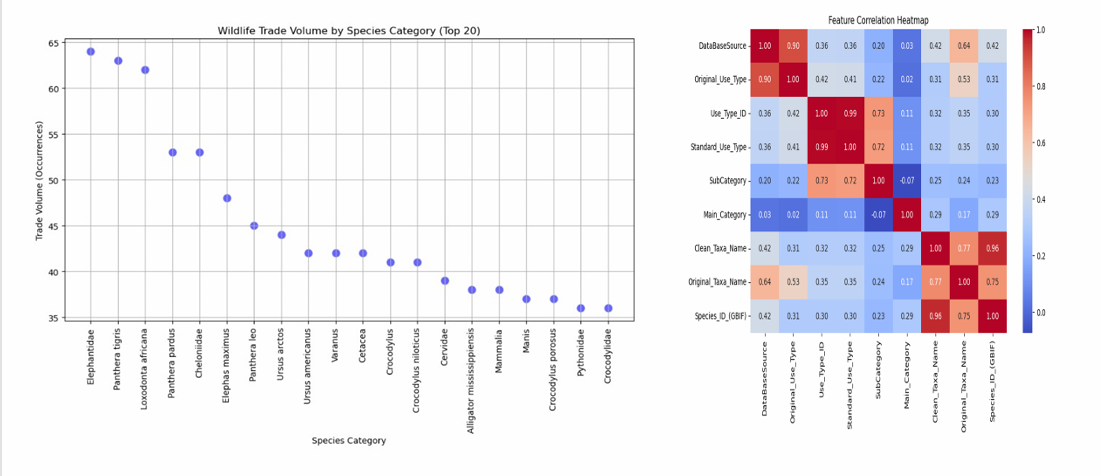 Wildlife Trade Volume by Species Category (Top 20)
Trade Volume (Occurrences)
65
60
55
50
45
40
35
Elephantidae
Panthera tigris
Loxodonta africana
Panthera pardus
Cheloniidae
Elephas maximus
Panthera leo
Ursus arctos
Ursus americanus
Varanus
Cetacea
Crocodylus
Crocodylus niloticus
Cervidae
Alligator mississippiensis
Mammalia
Manis
Crocodylus porosus
Pythonidae
Crocodylidae
Species Category
Feature Correlation Heatmap
DataBaseSource 1.00 0.90 0.36 0.36 0.20 0.03 0.42 0.64 0.42
Original_Use_Type 0.90 1.00 0.42 0.41 0.22 0.02 0.31 0.53 0.31
Use_Type_ID 0.36 0.42 1.00 0.99 0.73 0.11 0.32 0.35 0.30
Standard_Use_Type 0.36 0.41 0.99 1.00 0.72 0.11 0.32 0.35 0.30
SubCategory 0.20 0.22 0.73 0.72 1.00 -0.07 0.25 0.24 0.23
Main_Category 0.03 0.02 0.11 0.11 -0.07 1.00 0.29 0.17 0.29
Clean_Taxa_Name 0.42 0.31 0.32 0.32 0.25 0.29 1.00 0.77 0.96
Original_Taxa_Name 0.64 0.53 0.35 0.35 0.24 0.17 0.77 1.00 0.75
Species_ID_(GBIF) 0.42 0.31 0.30 0.30 0.23 0.29 0.96 0.75 1.00
DataBaseSource
Original_Use_Type
Use_Type_ID
Standard_Use_Type
SubCategory
Main_Category
Clean_Taxa_Name
Original_Taxa_Name
Species_ID_(GBIF)
1.0
0.8
0.6
0.4
0.2
0.0